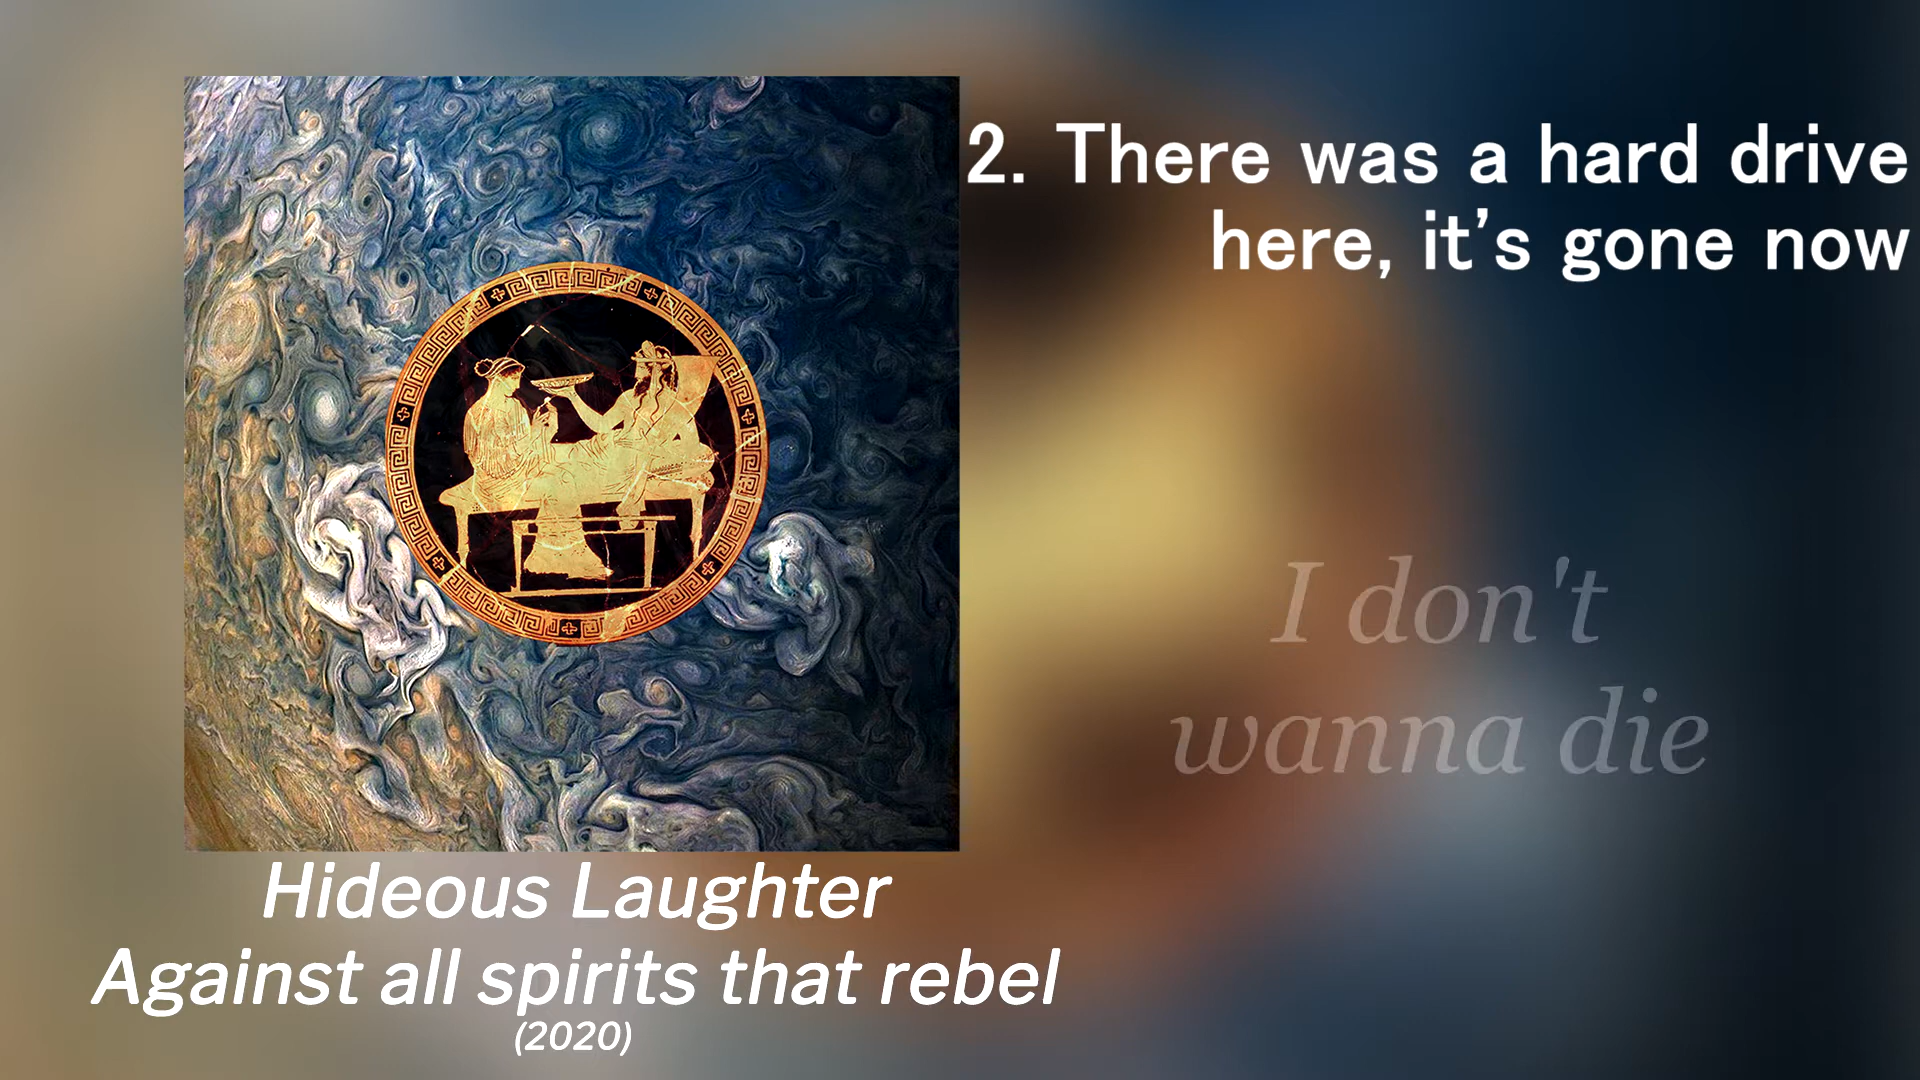 2. There was a hard drive
here, it’s gone now
I don't
wanna die
Hideous Laughter
Against all spirits that rebel
(2020)